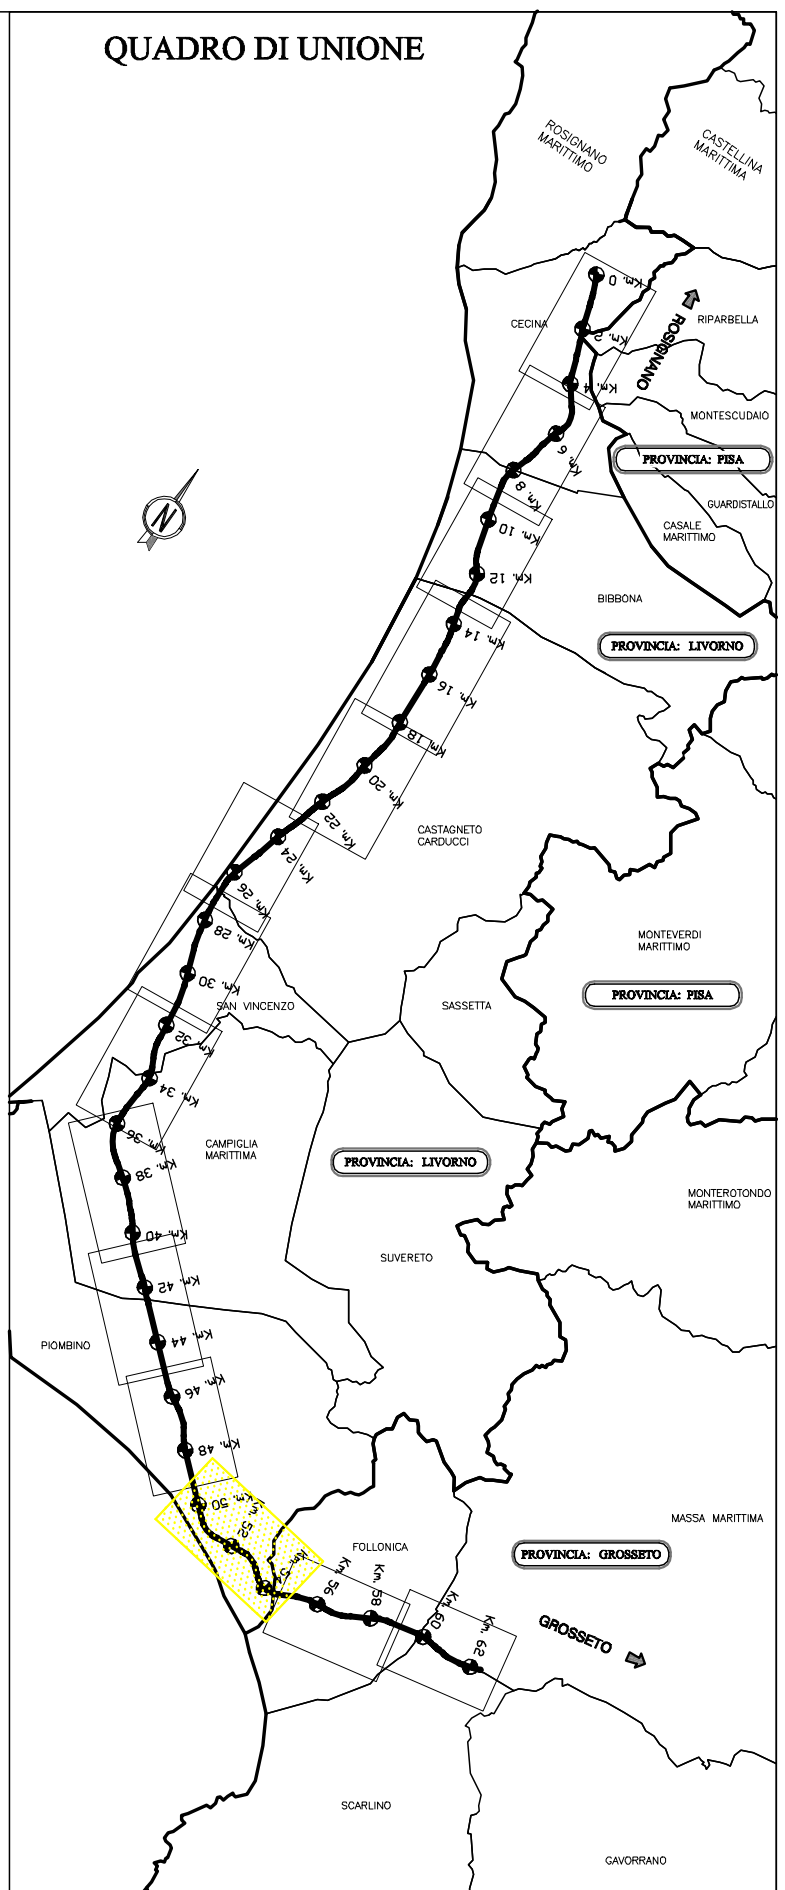 QUADRO DI UNIONE
ROSIGNANO
MARITTIMO
CASTELLINA
MARITTIMA
Km. 0
ROSIGNANO
RIPARBELLA
CECINA
Km. 2
Km. 4
MONTESCUDAIO
Km. 6
PROVINCIA: PISA
Km. 8
GUARDISTALLO
N
Km. 10
CASALE
MARITTIMO
Km. 12
BIBBONA
Km. 14
PROVINCIA: LIVORNO
Km. 16
Km. 18
Km. 20
Km. 22
CASTAGNETO
CARDUCCI
Km. 24
Km. 26
Km. 28
MONTEVERDI
MARITTIMO
Km. 30
PROVINCIA: PISA
SAN VINCENZO
SASSETTA
Km. 32
Km. 34
Km. 36
CAMPIGLIA
MARITTIMA
PROVINCIA: LIVORNO
Km. 38
MONTEROTONDO
MARITTIMO
Km. 40
SUVERETO
Km. 42
Km. 44
PIOMBINO
Km. 46
Km. 48
Km. 50
MASSA MARITTIMA
Km. 52
FOLLONICA
PROVINCIA: GROSSETO
Km. 54
Km. 56
Km. 58
Km. 60
Km. 62
GROSSETO
SCARLINO
GAVORRANO